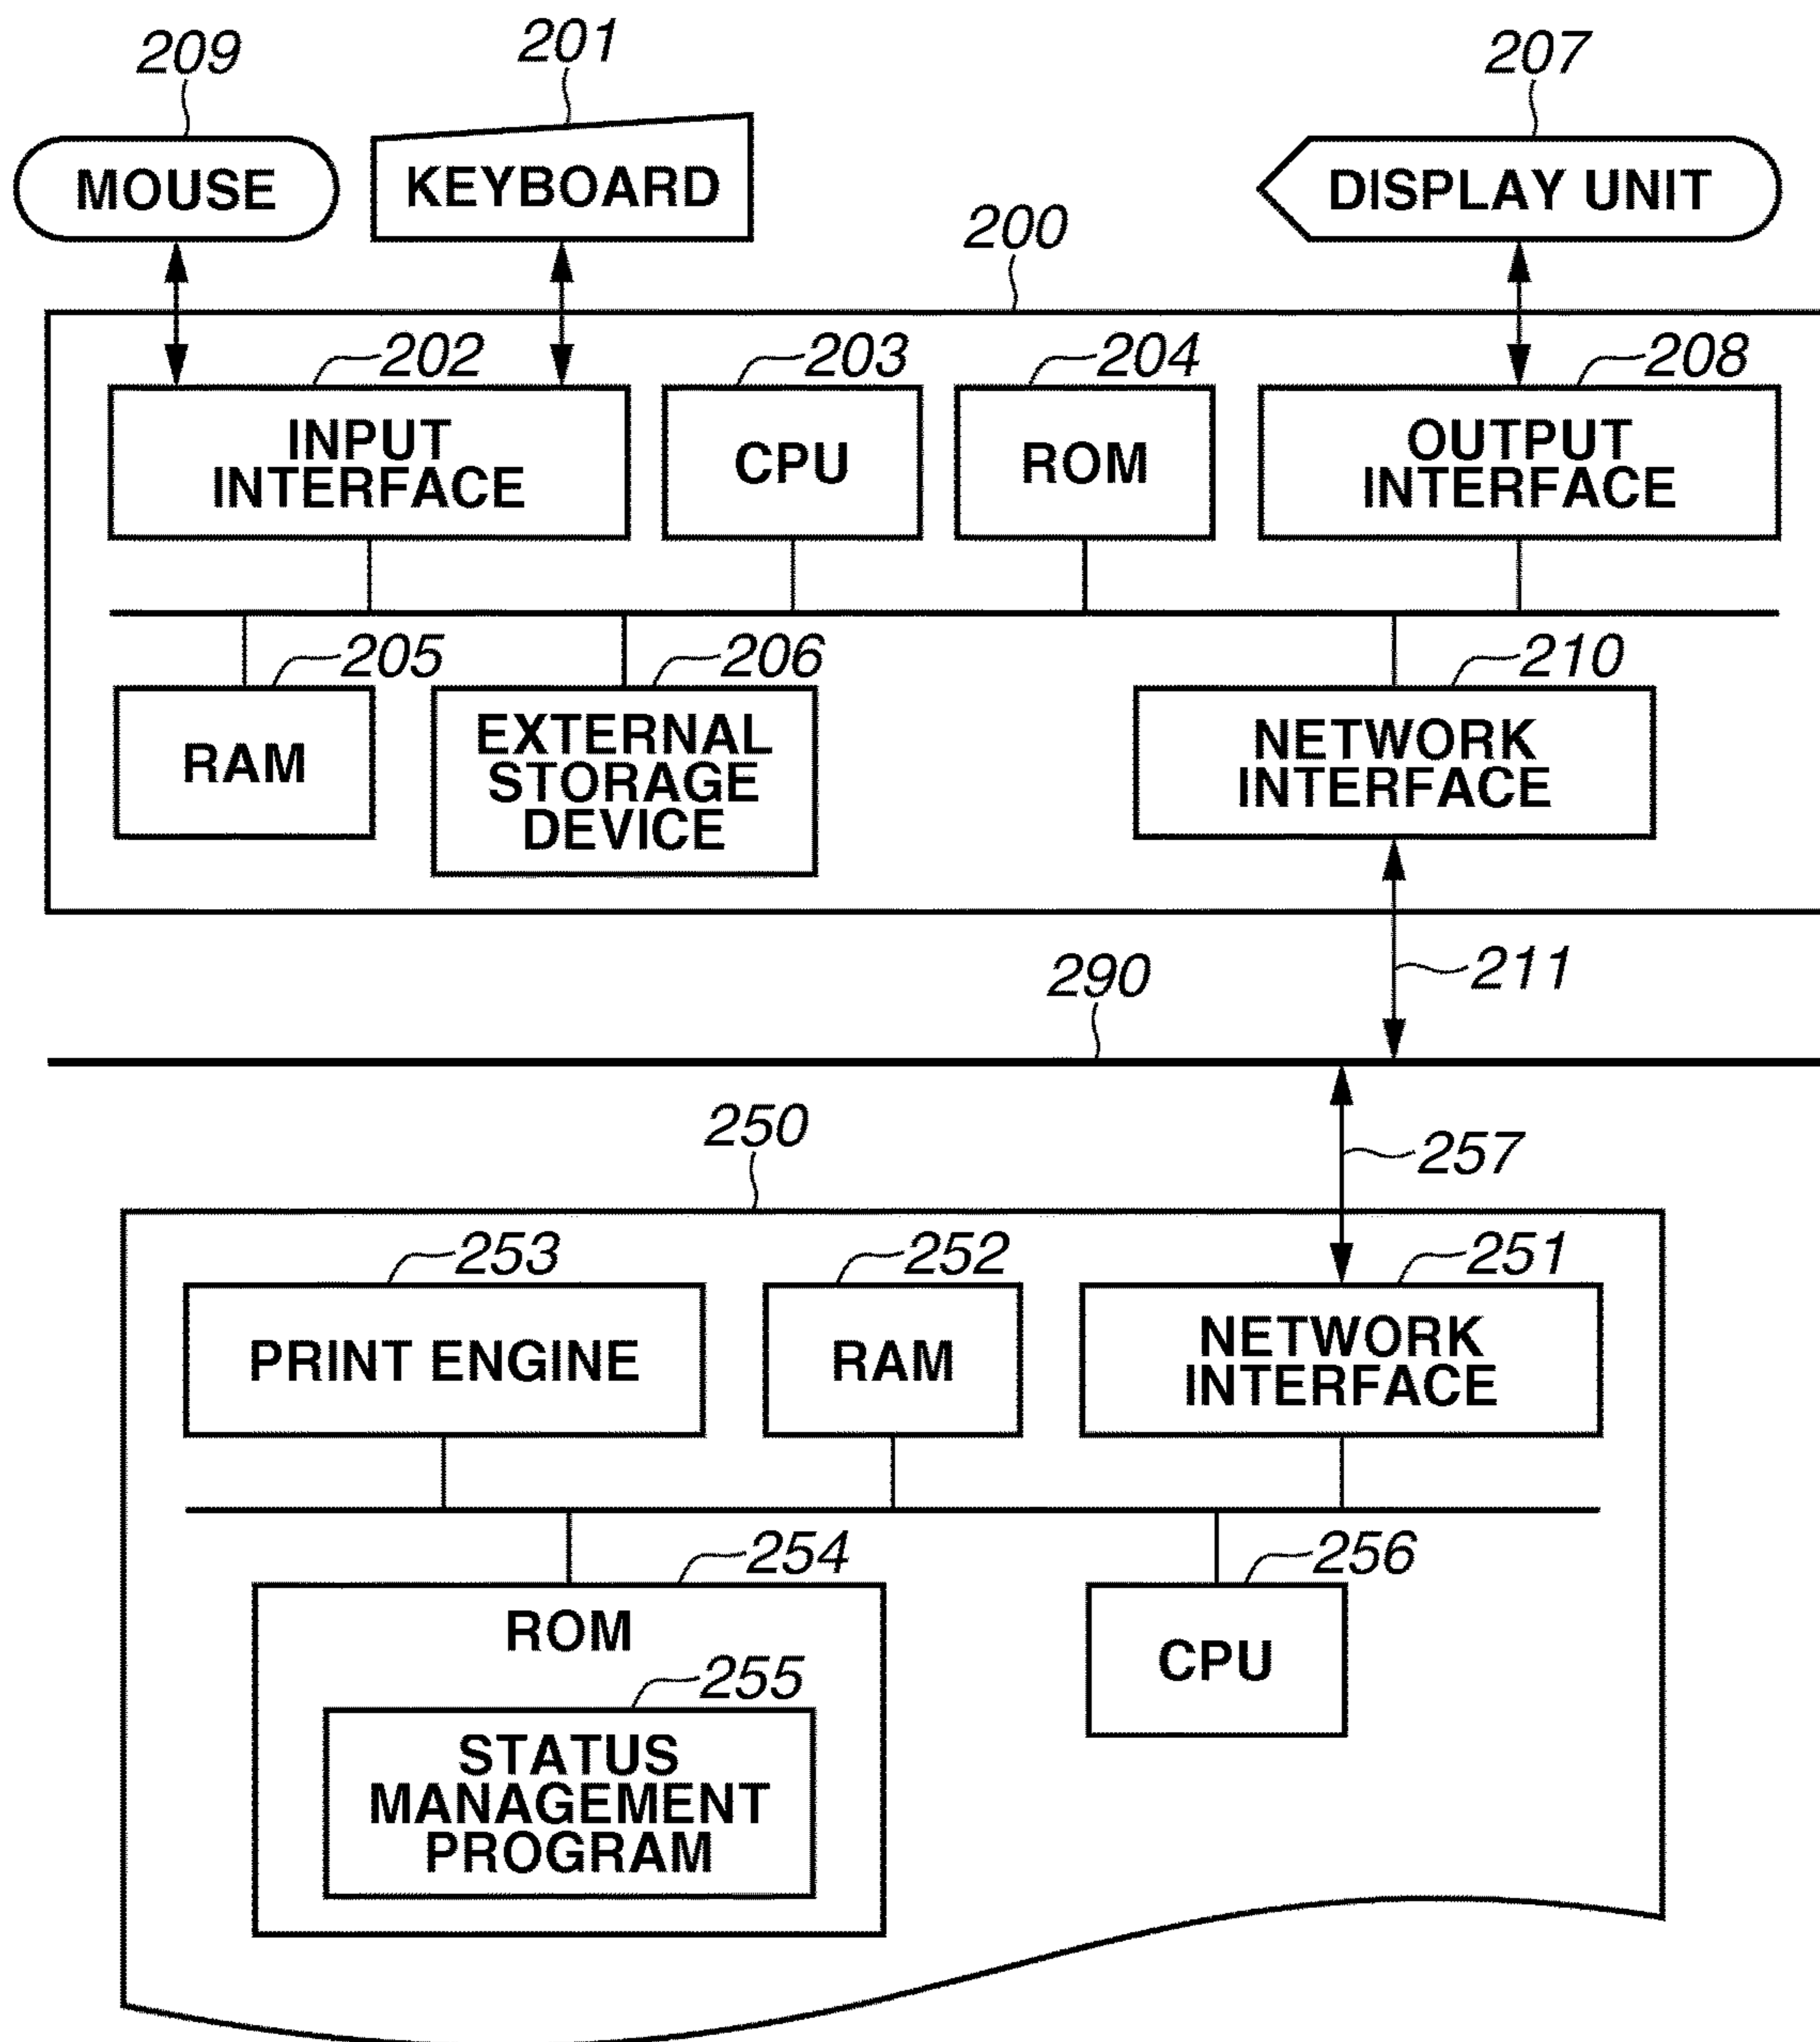 209
201
207
MOUSE
KEYBOARD
DISPLAY UNIT
200
202
203
204
208
INPUT
INTERFACE
CPU
ROM
OUTPUT
INTERFACE
205
206
210
RAM
EXTERNAL
STORAGE
DEVICE
NETWORK
INTERFACE
211
290
250
257
253
252
251
PRINT ENGINE
RAM
NETWORK
INTERFACE
254
256
ROM
CPU
255
STATUS
MANAGEMENT
PROGRAM